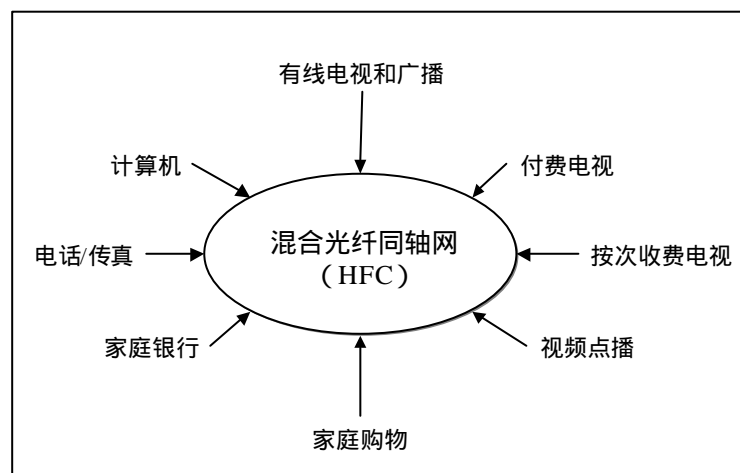 有线电视和广播
计算机
付费电视
电话/传真
混合光纤同轴网
（HFC）
按次收费电视
家庭银行
视频点播
家庭购物